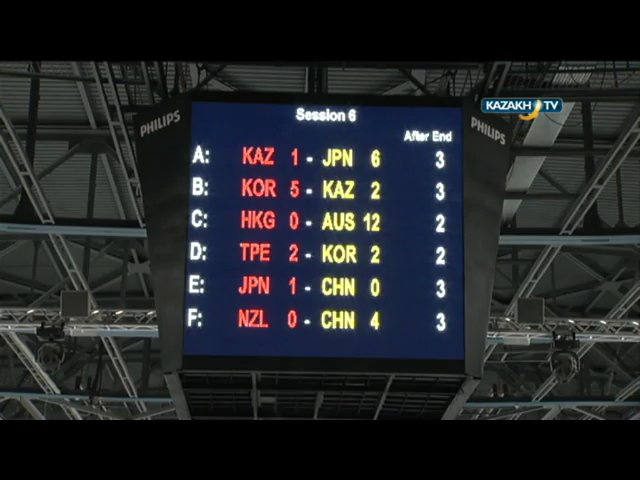 KAZAKH TV
PHILIPS
PHILIPS
Session 6
After End
A: KAZ 1 - JPN 6 3
B: KOR 5 - KAZ 2 3
C: HKG 0 - AUS 12 2
D: TPE 2 - KOR 2 2
E: JPN 1 - CHN 0 3
F: NZL 0 - CHN 4 3